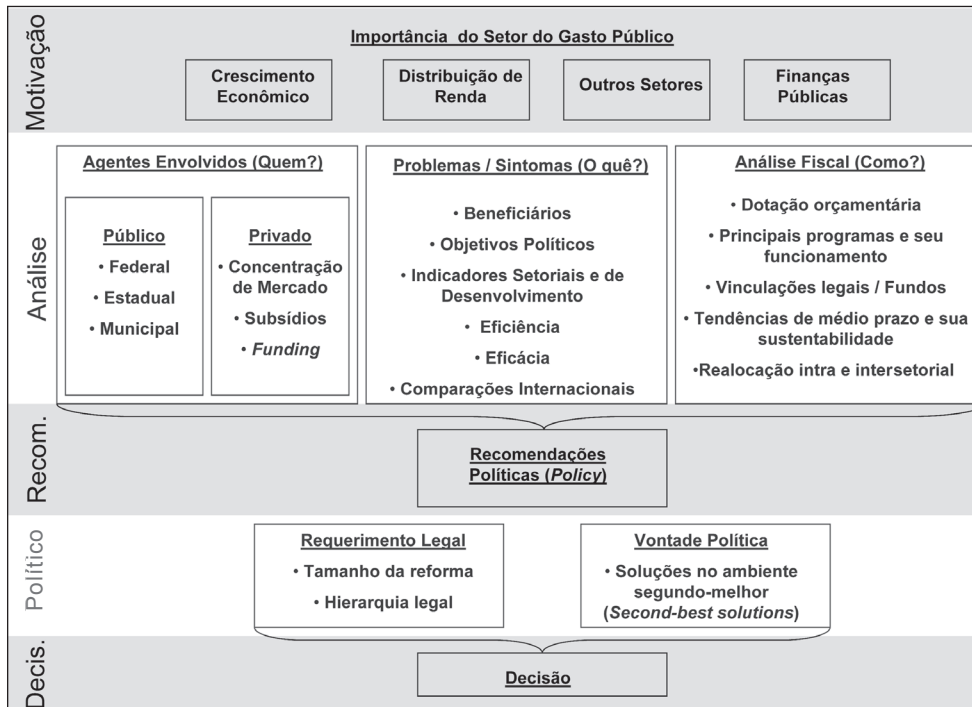 Motivação
Importância do Setor do Gasto Público
Crescimento
Econômico
Distribuição de
Renda
Outros Setores
Finanças
Públicas
Análise
Agentes Envolvidos (Quem?)
Público
• Federal
• Estadual
• Municipal
Privado
• Concentração
de Mercado
• Subsídios
• Funding
Problemas / Sintomas (O quê?)
• Beneficiários
• Objetivos Políticos
• Indicadores Setoriais e de
Desenvolvimento
• Eficiência
• Eficácia
• Comparações Internacionais
Análise Fiscal (Como?)
• Dotação orçamentária
• Principais programas e seu
funcionamento
• Vinculações legais / Fundos
• Tendências de médio prazo e sua
sustentabilidade
•Realocação intra e intersetorial
Recom.
Recomendações
Políticas (Policy)
Político
Requerimento Legal
• Tamanho da reforma
• Hierarquia legal
Vontade Política
• Soluções no ambiente
segundo-melhor
(Second-best solutions)
Decis.
Decisão